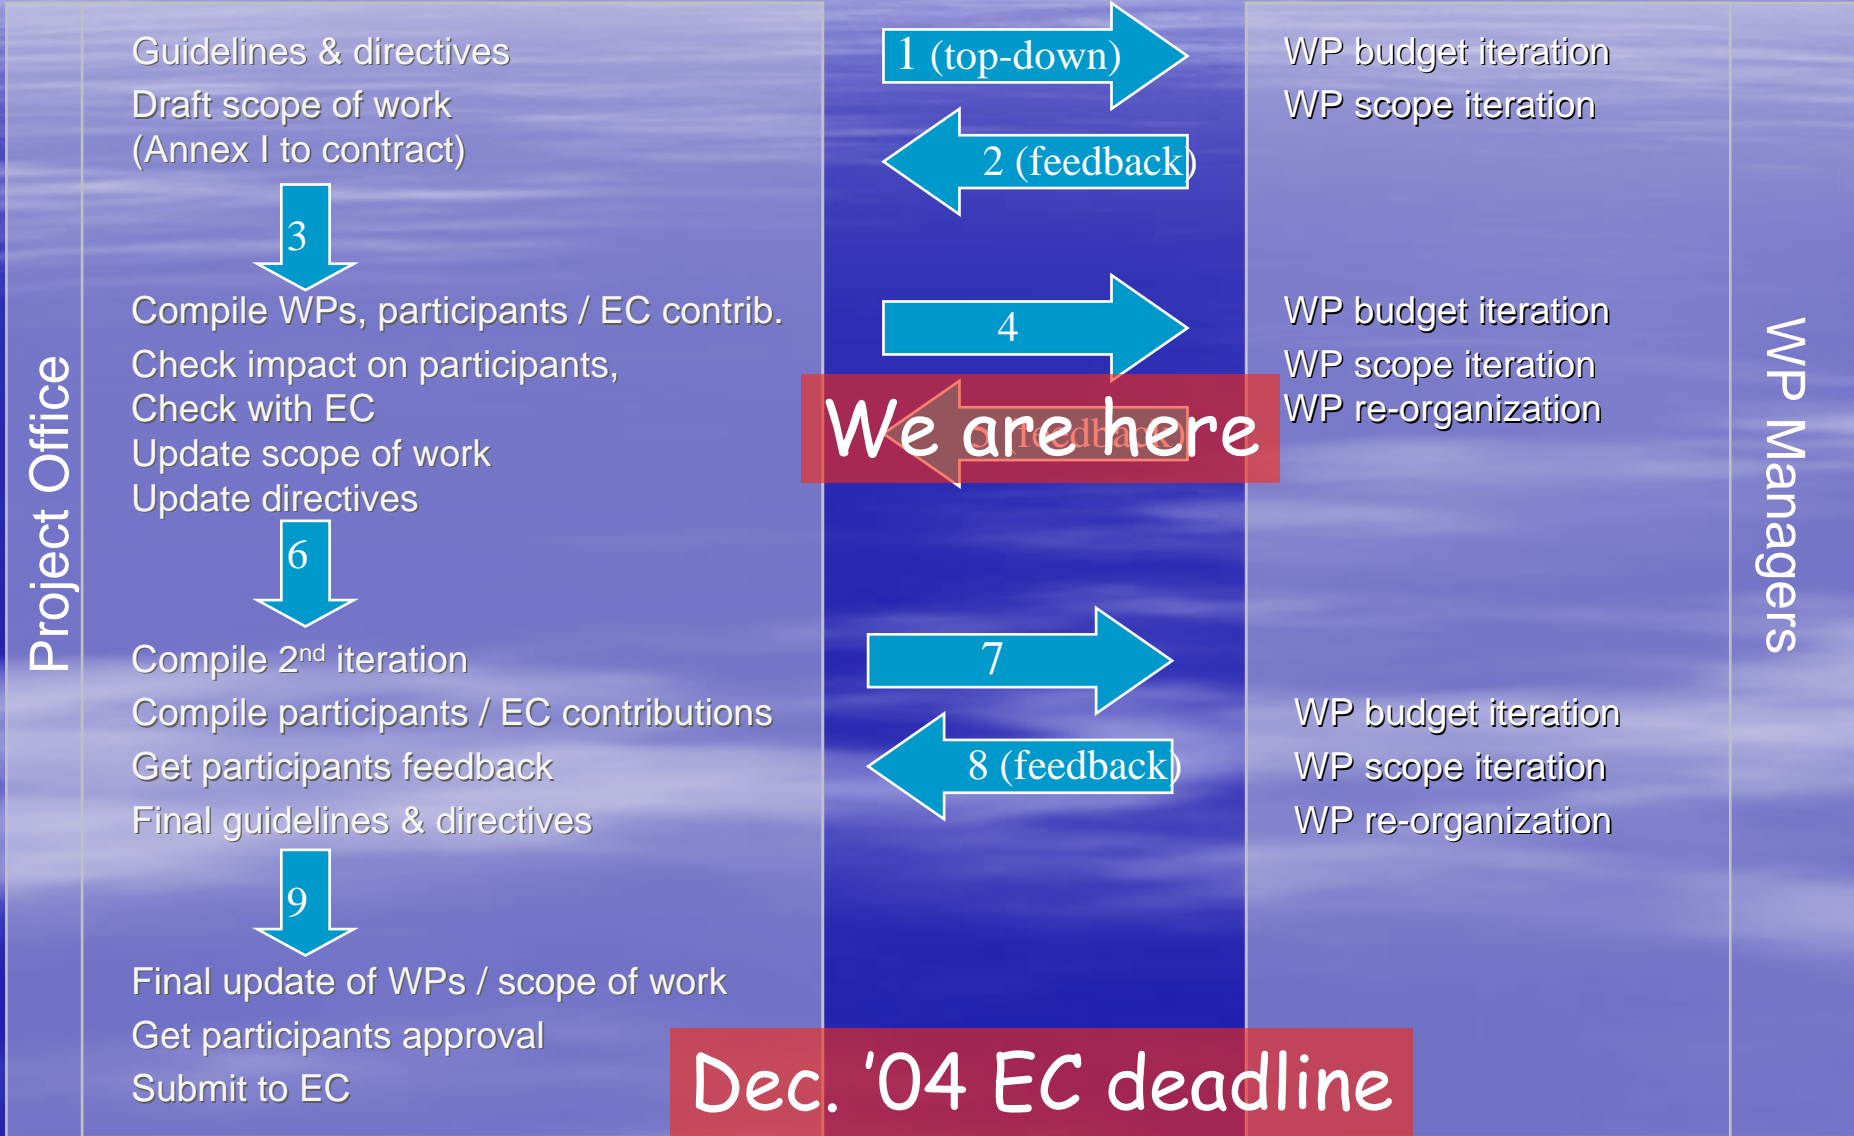 Project Office
Guidelines & directives
Draft scope of work
(Annex I to contract)
3
Compile WPs, participants / EC contrib.
Check impact on participants,
Check with EC
Update scope of work
Update directives
6
Compile 2nd iteration
Compile participants / EC contributions
Get participants feedback
Final guidelines & directives
9
Final update of WPs / scope of work
Get participants approval
Submit to EC
1 (top-down)
2 (feedback)
4
5 (feedback)
We are here
7
8 (feedback)
Dec. '04 EC deadline
WP budget iteration
WP scope iteration
WP budget iteration
WP scope iteration
WP re-organization
WP budget iteration
WP scope iteration
WP re-organization
WP Managers